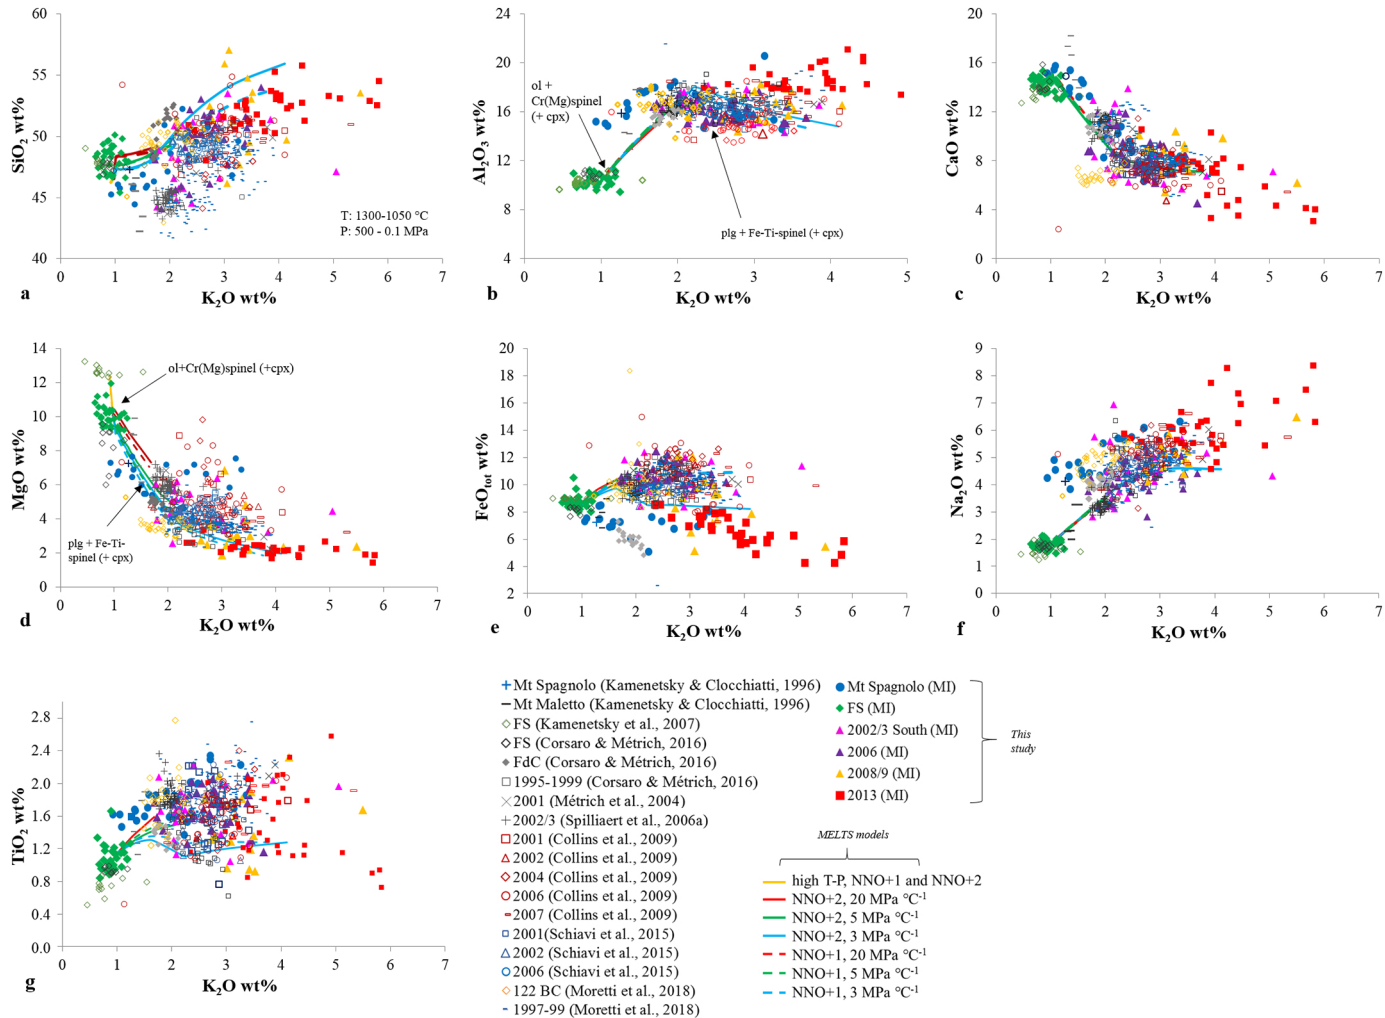 60
55
50
45
40
SiO2 wt%
T: 1300-1050 °C
P: 500 - 0.1 MPa
0 1 2 3 4 5 6 7
a
K2O wt%
24
20
16
12
8
4
Al2O3 wt%
ol +
Cr(Mg)spinel
(+ cpx)
plg + Fe-Ti-spinel (+ cpx)
0 1 2 3 4 5
b
K2O wt%
20
16
12
8
4
0
CaO wt%
0 1 2 3 4 5 6 7
c
K2O wt%
14
12
10
8
6
4
2
0
MgO wt%
ol+Cr(Mg)spinel (+cpx)
plg + Fe-Ti-
spinel (+ cpx)
0 1 2 3 4 5 6 7
d
K2O wt%
20
18
16
14
12
10
8
6
4
2
FeOtot wt%
0 1 2 3 4 5 6 7
e
K2O wt%
9
8
7
6
5
4
3
2
1
0
Na2O wt%
0 1 2 3 4 5 6 7
f
K2O wt%
2.8
2.4
2.0
1.6
1.2
0.8
0.4
0.0
TiO2 wt%
0 1 2 3 4 5 6 7
g
K2O wt%
Mt Spagnolo (Kamenetsky & Clocchiatti, 1996)
Mt Maletto (Kamenetsky & Clocchiatti, 1996)
FS (Kamenetsky et al., 2007)
FS (Corsaro & Métrich, 2016)
FdC (Corsaro & Métrich, 2016)
1995-1999 (Corsaro & Métrich, 2016)
2001 (Métrich et al., 2004)
2002/3 (Spilliaert et al., 2006a)
2001 (Collins et al., 2009)
2002 (Collins et al., 2009)
2004 (Collins et al., 2009)
2006 (Collins et al., 2009)
2007 (Collins et al., 2009)
2001(Schiavi et al., 2015)
2002 (Schiavi et al., 2015)
2006 (Schiavi et al., 2015)
122 BC (Moretti et al., 2018)
1997-99 (Moretti et al., 2018)
Mt Spagnolo (MI)
FS (MI)
2002/3 South (MI)
2006 (MI)
2008/9 (MI)
2013 (MI)
This
study
MELTS models
high T-P, NNO+1 and NNO+2
NNO+2, 20 MPa °C-1
NNO+2, 5 MPa °C-1
NNO+2, 3 MPa °C-1
NNO+1, 20 MPa °C-1
NNO+1, 5 MPa °C-1
NNO+1, 3 MPa °C-1